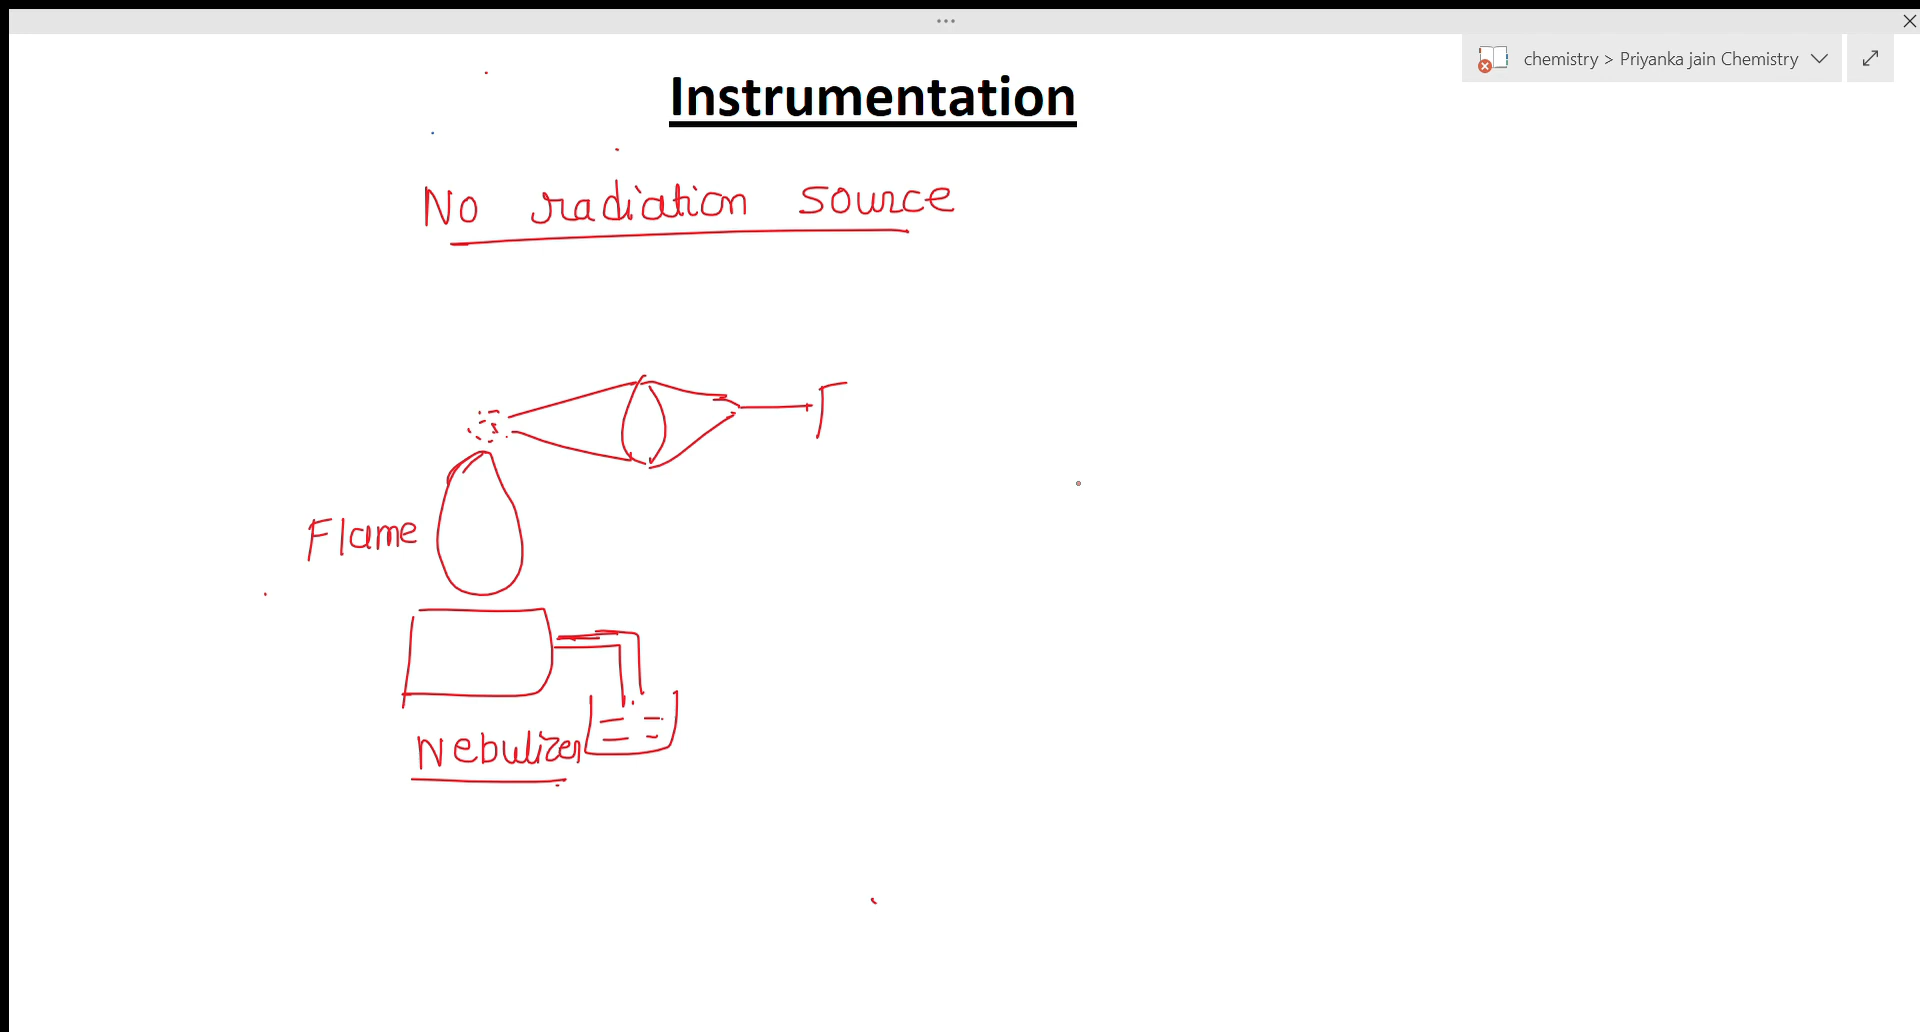 chemistry > Priyanka jain Chemistry
Instrumentation
No radiation source
Flame
Nebulizer